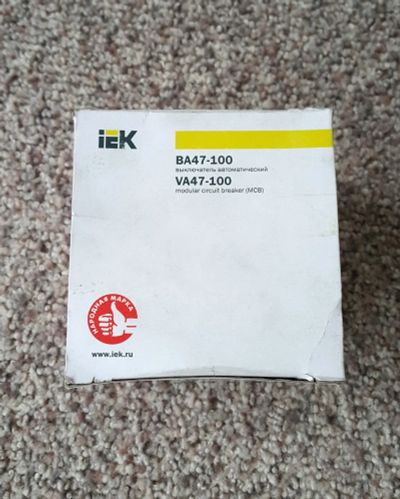 iEK
ВА47-100
выключатель автоматический
VA47-100
modular circuit breaker (MCB)
НАРОДНАЯ МАРКА
www.iek.ru